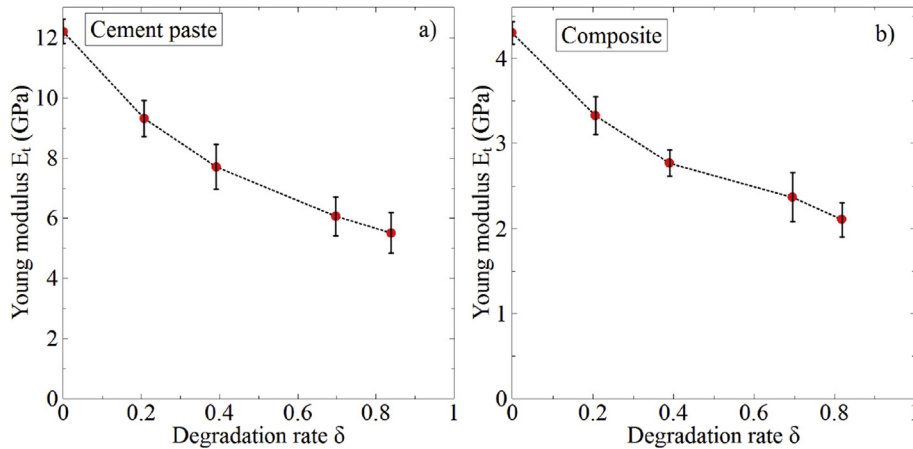 Cement paste
a)
Young modulus Et (GPa)
12
10
8
6
4
2
0
0 0.2 0.4 0.6 0.8 1
Degradation rate δ
Composite
b)
Young modulus Et (GPa)
4
3
2
1
0
0 0.2 0.4 0.6 0.8
Degradation rate δ